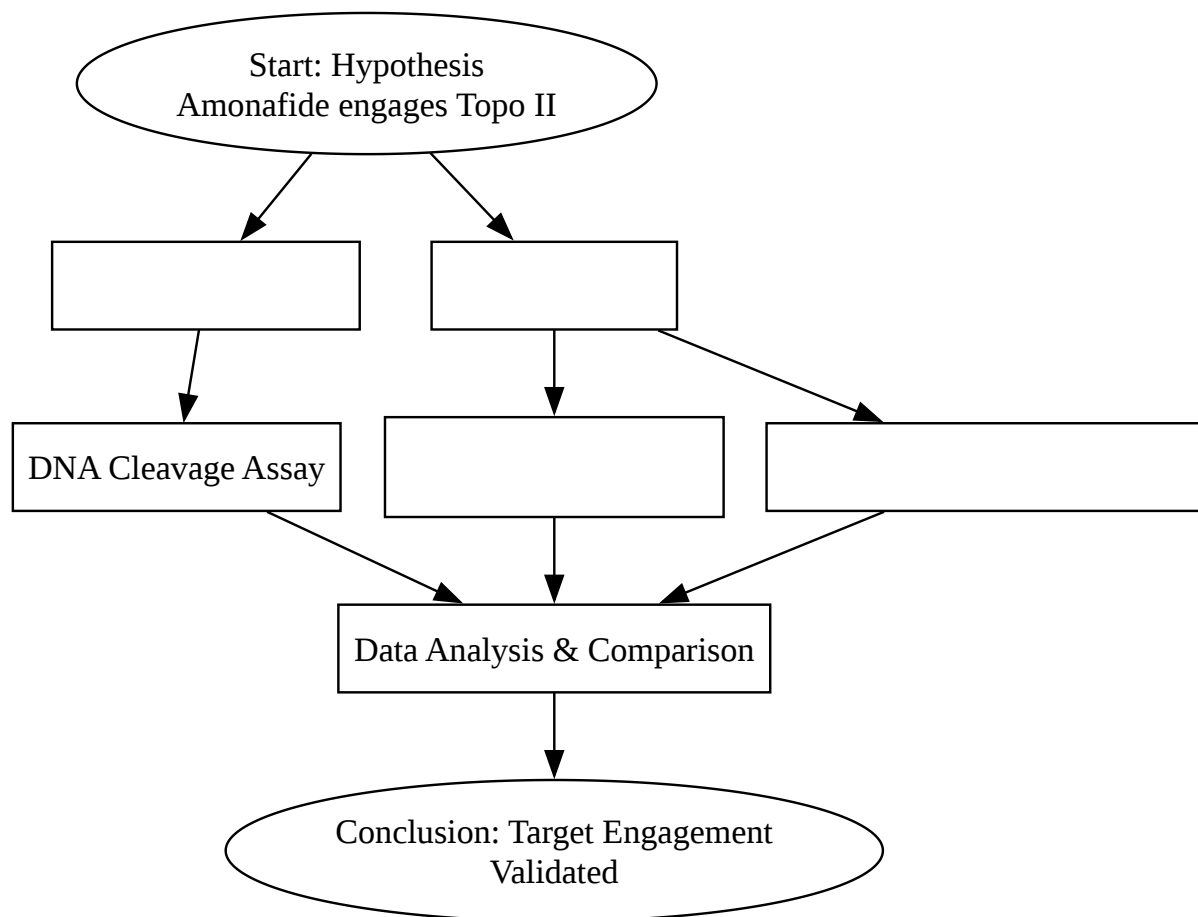 Start: Hypothesis
Amonafide engages Topo II
DNA Cleavage Assay
Data Analysis & Comparison
Conclusion: Target Engagement
Validated